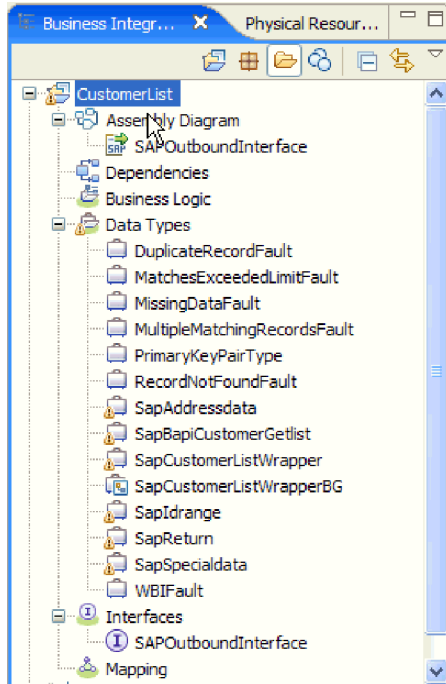 Business Integr... Physical Resour...
CustomerList
Assembly Diagram
SAPOutboundInterface
Dependencies
Business Logic
Data Types
DuplicateRecordFault
MatchesExceededLimitFault
MissingDataFault
MultipleMatchingRecordsFault
PrimaryKeyPairType
RecordNotFoundFault
SapAddressdata
SapBapiCustomerGetlist
SapCustomerListWrapper
SapCustomerListWrapperBG
SapIdrange
SapReturn
SapSpecialdata
WBIFault
Interfaces
SAPOutboundInterface
Mapping